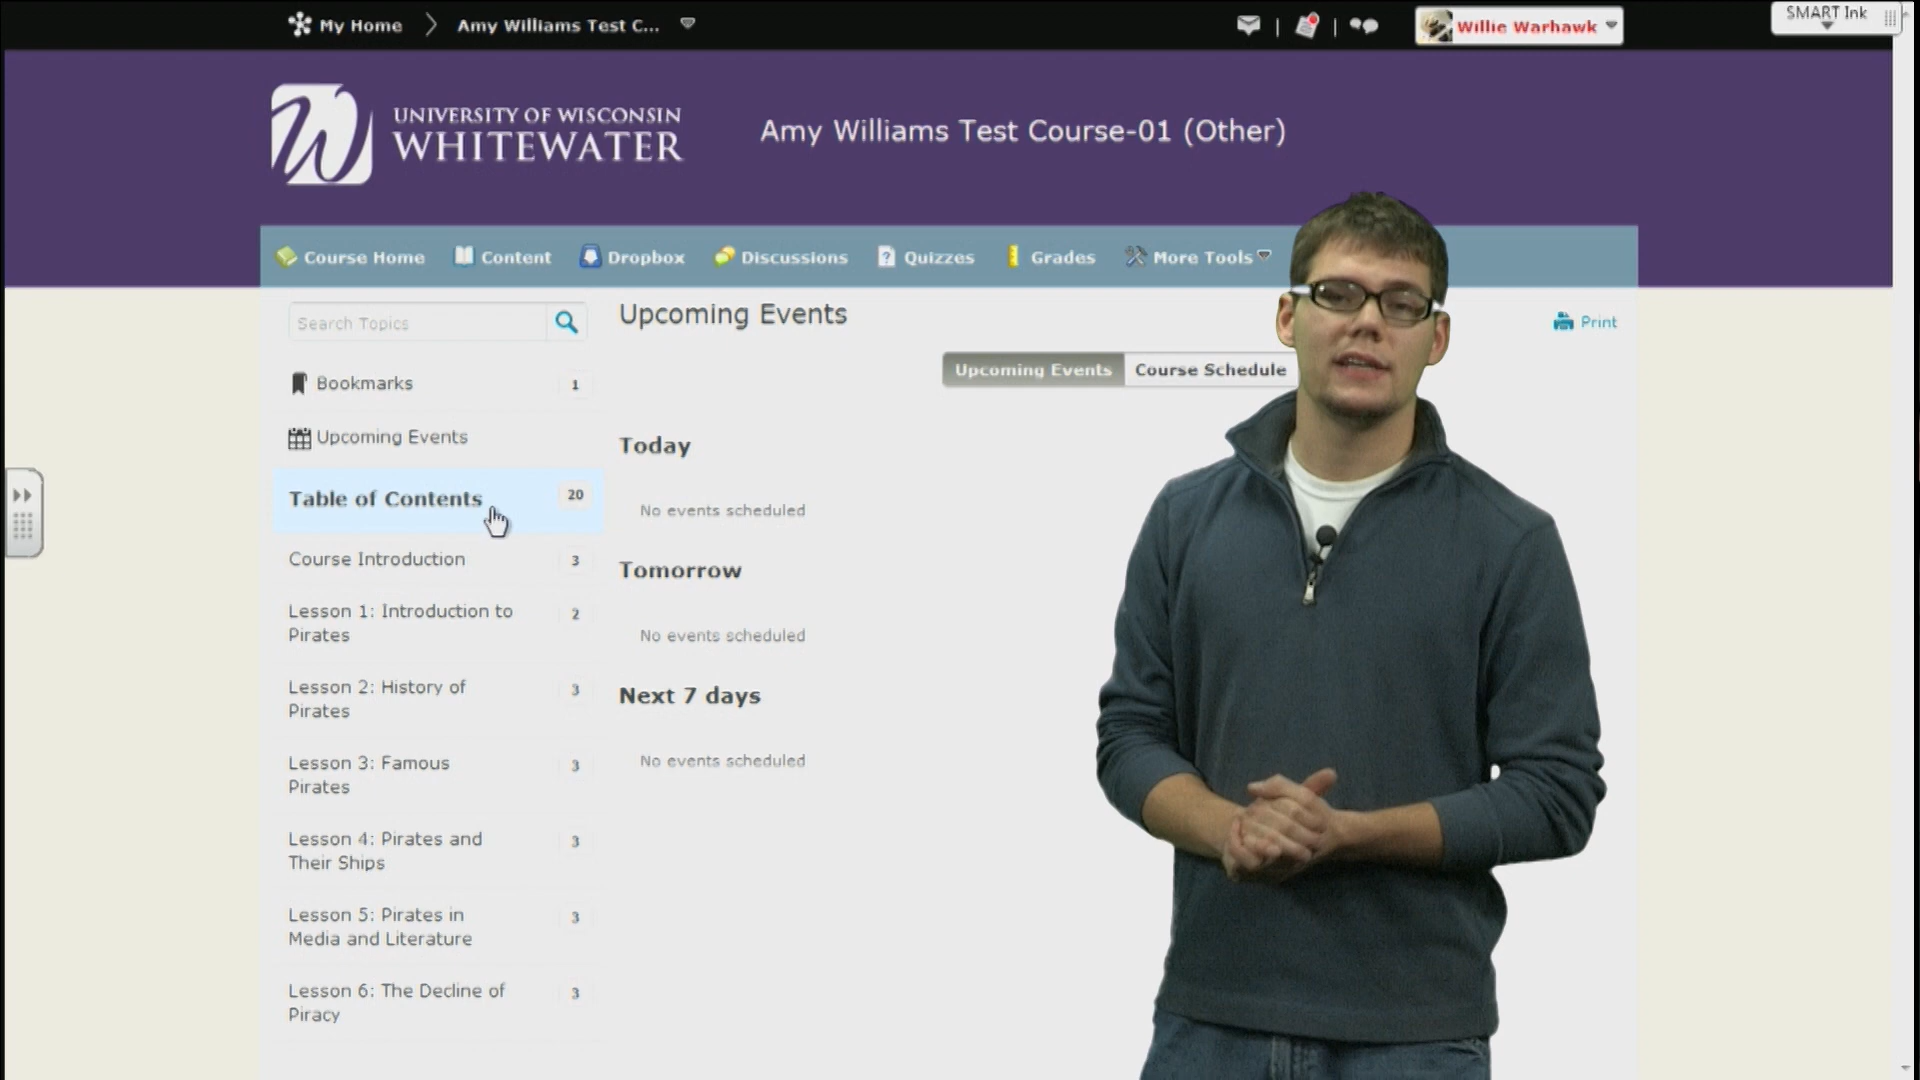 My Home
Amy Williams Test C...
Willie Warhawk
SMART Ink
UNIVERSITY OF WISCONSIN
WHITEWATER
Amy Williams Test Course-01 (Other)
Course Home
Content
Dropbox
Discussions
Quizzes
Grades
More Tools
Search Topics
Upcoming Events
Print
Upcoming Events
Course Schedule
Bookmarks 1
Upcoming Events
Table of Contents 20
Course Introduction 3
Lesson 1: Introduction to 2
Pirates
Lesson 2: History of 3
Pirates
Lesson 3: Famous 3
Pirates
Lesson 4: Pirates and 3
Their Ships
Lesson 5: Pirates in 3
Media and Literature
Lesson 6: The Decline of 3
Piracy
Today
No events scheduled
Tomorrow
No events scheduled
Next 7 days
No events scheduled